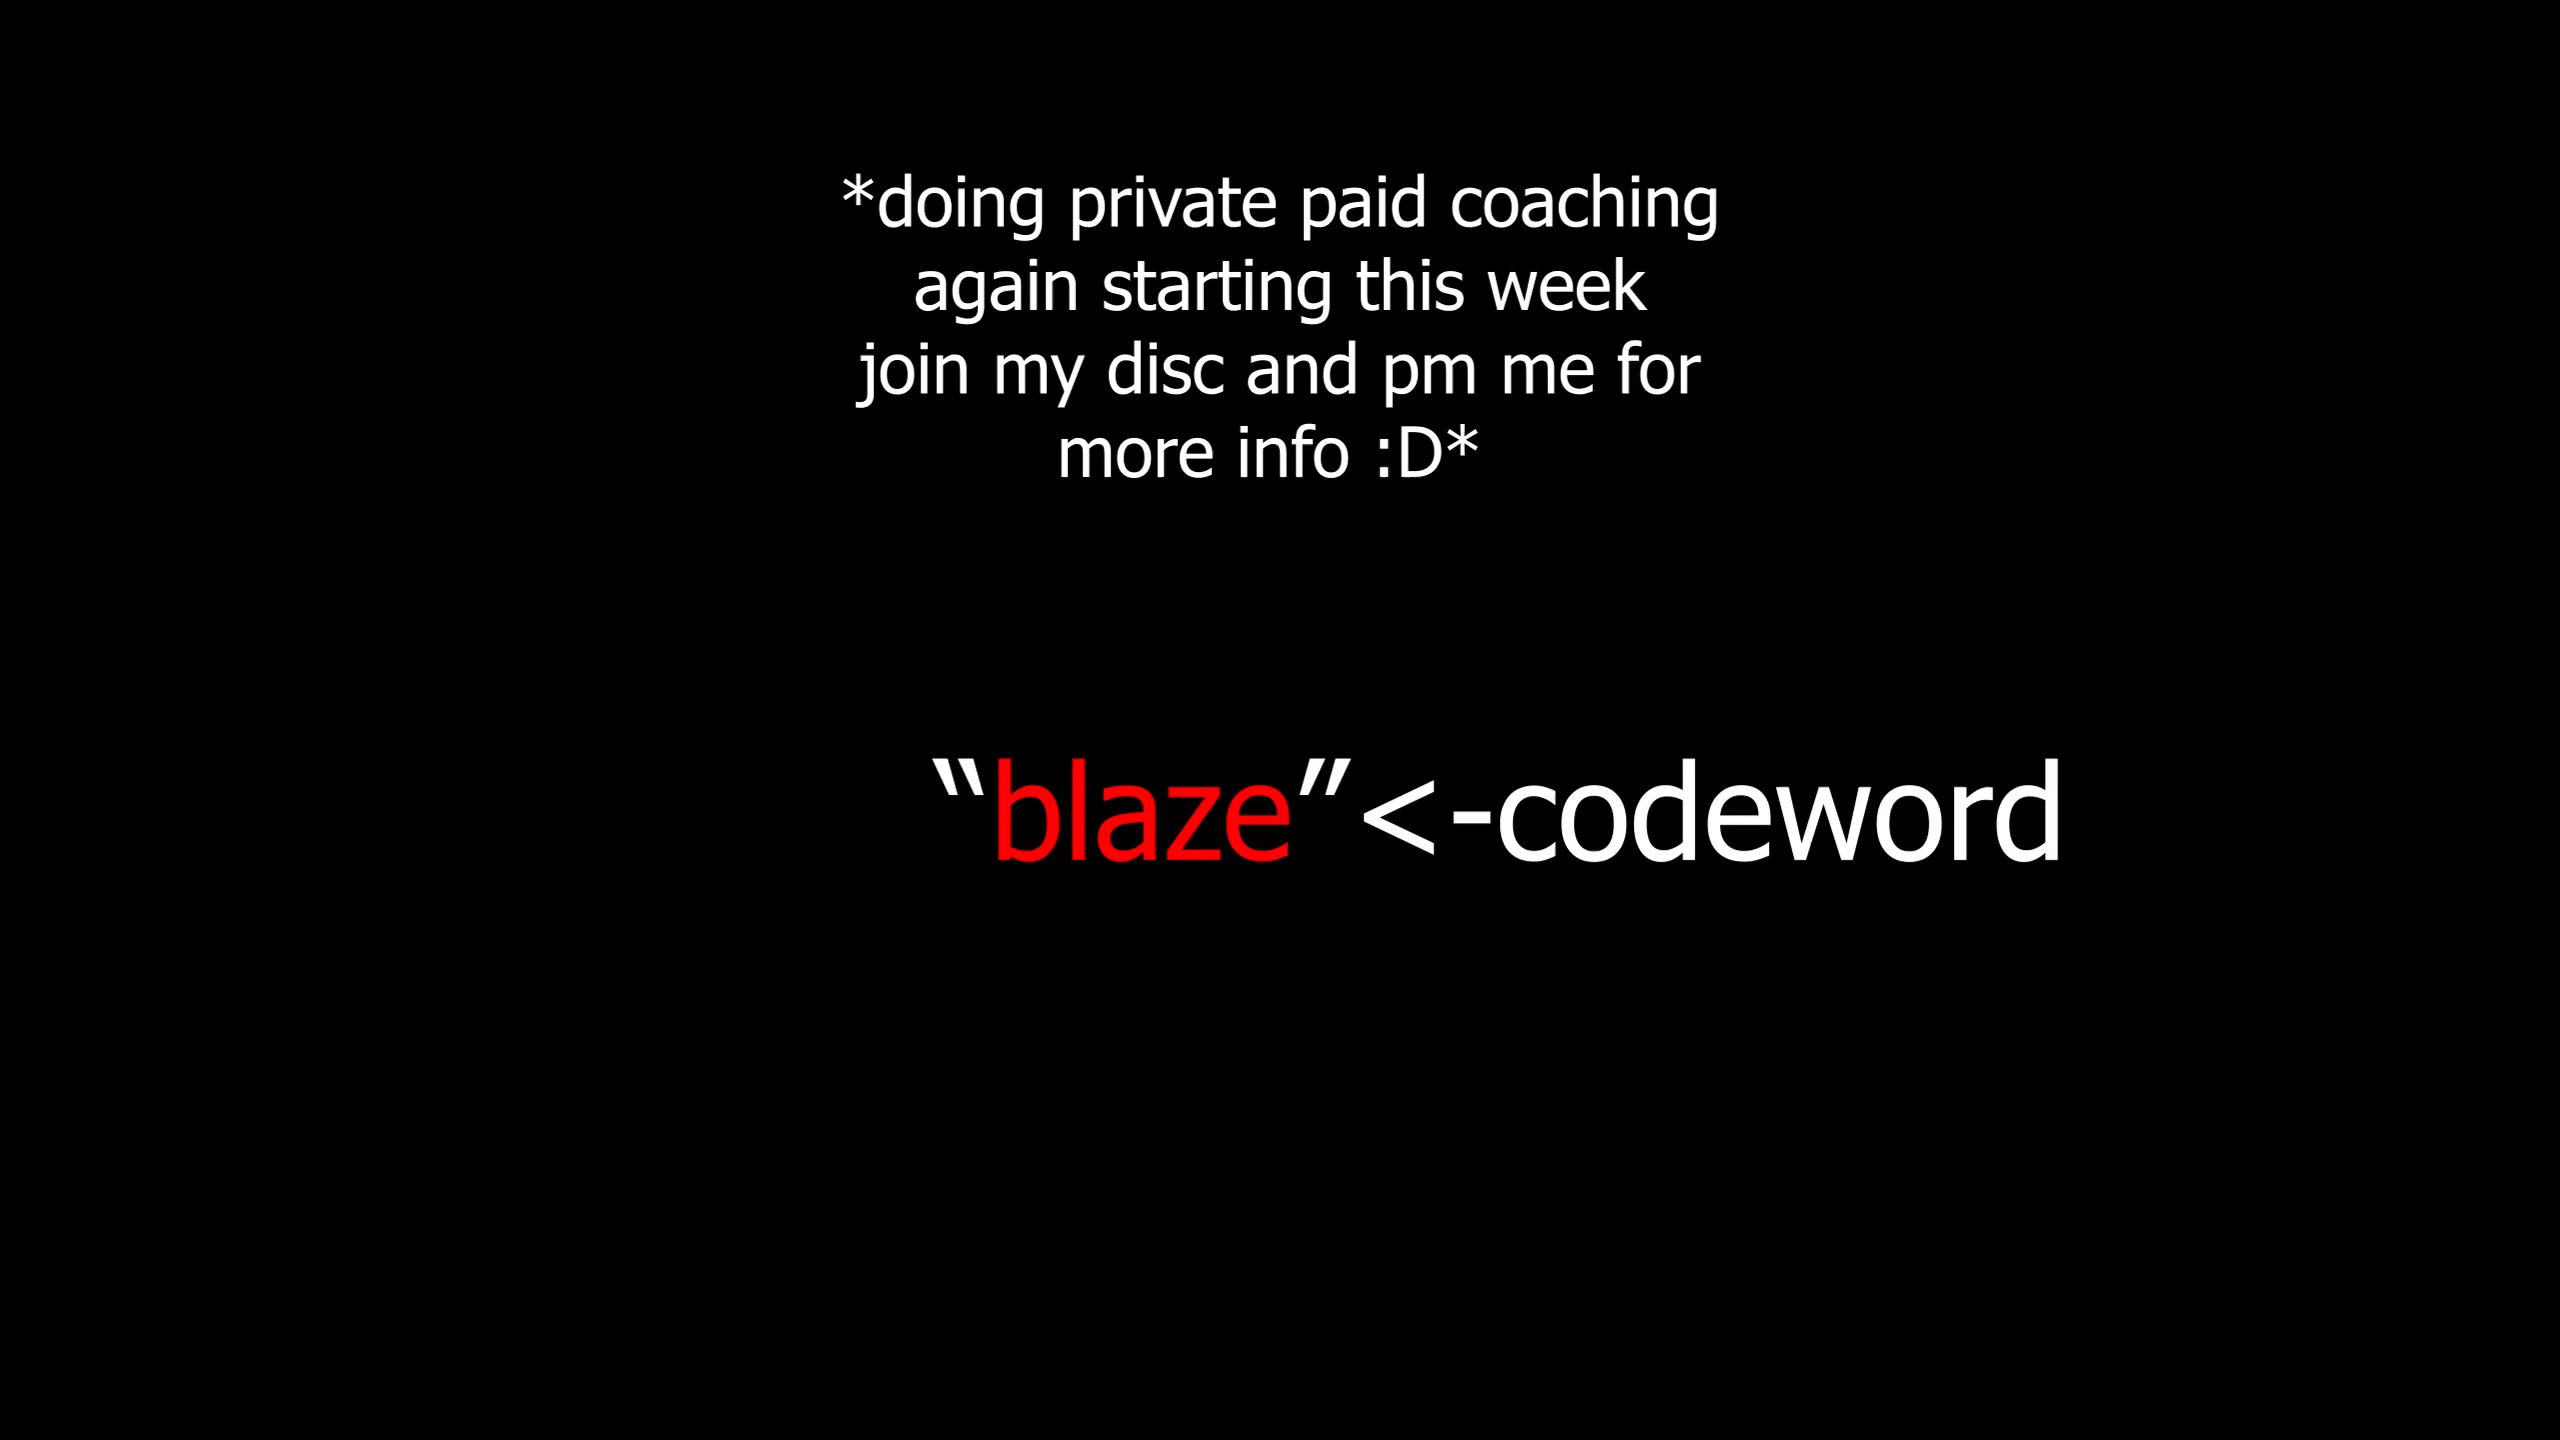 *doing private paid coaching
again starting this week
join my disc and pm me for
more info :D*
“blaze”<-codeword